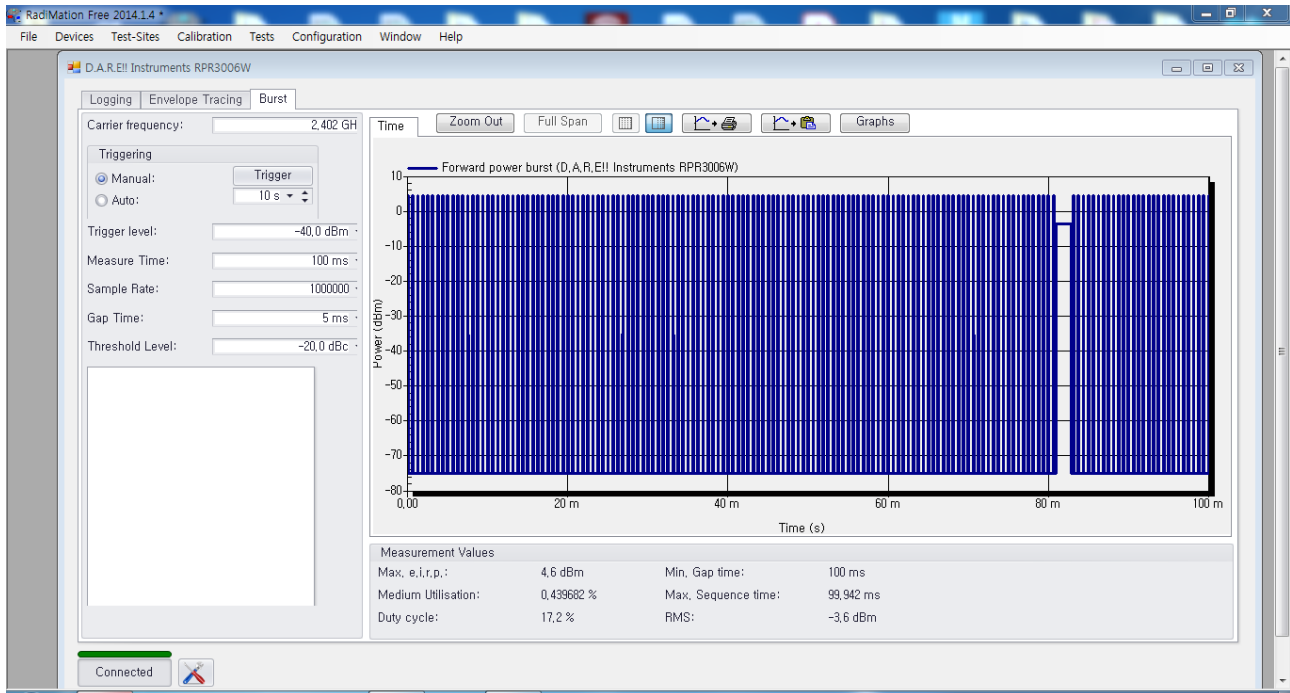 RadiMation Free 2014.1.4 *
File Devices Test-Sites Calibration Tests Configuration Window Help
D.A.R.E!! Instruments RPR3006W
Logging Envelope Tracing Burst
Carrier frequency: 2,402 GH
Triggering
Manual: Trigger
Auto: 10 s
Trigger level: -40,0 dBm
Measure Time: 100 ms
Sample Rate: 1000000
Gap Time: 5 ms
Threshold Level: -20,0 dBc
Time Zoom Out Full Span Graphs
Forward power burst (D,A,R,E!! Instruments RPR3006W)
Power (dBm)
10
0
-10
-20
-30
-40
-50
-60
-70
-80
0,00 20 m 40 m 60 m 80 m 100 m
Time (s)
Measurement Values
Max, e,i,r,p,: 4,6 dBm Min, Gap time: 100 ms
Medium Utilisation: 0,439682 % Max, Sequence time: 99,942 ms
Duty cycle: 17,2 % RMS: -3,6 dBm
Connected